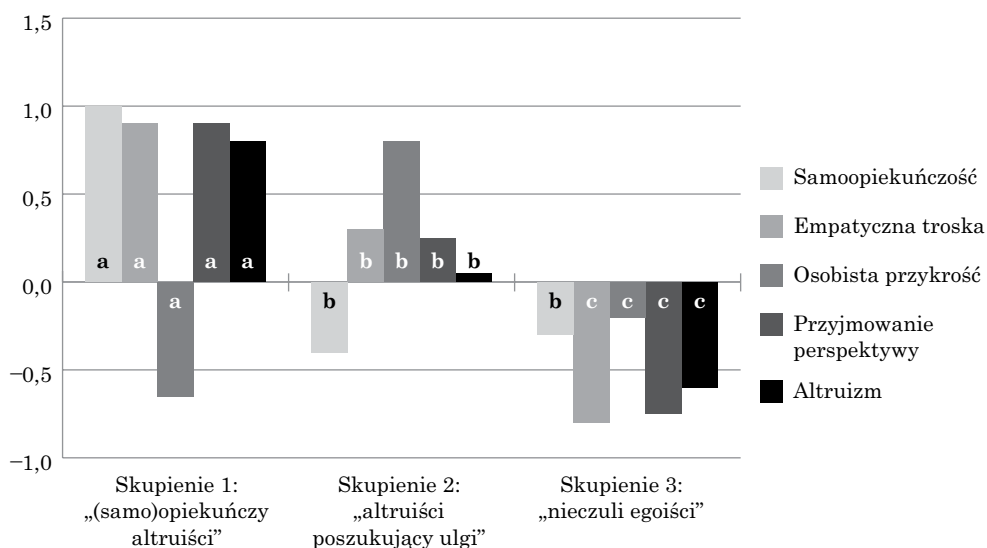 1,5
1,0
0,5
0,0
−0,5
−1,0
a a a a a
b b b b b
b c c c c
Skupienie 1:
„(samo)opiekuńczy
altruiści”
Skupienie 2:
„altruiści
poszukujący ulgi”
Skupienie 3:
„nieczuli egoiści”
Samoopiekuńczość
Empatyczna troska
Osobista przykrość
Przyjmowanie
perspektywy
Altruizm